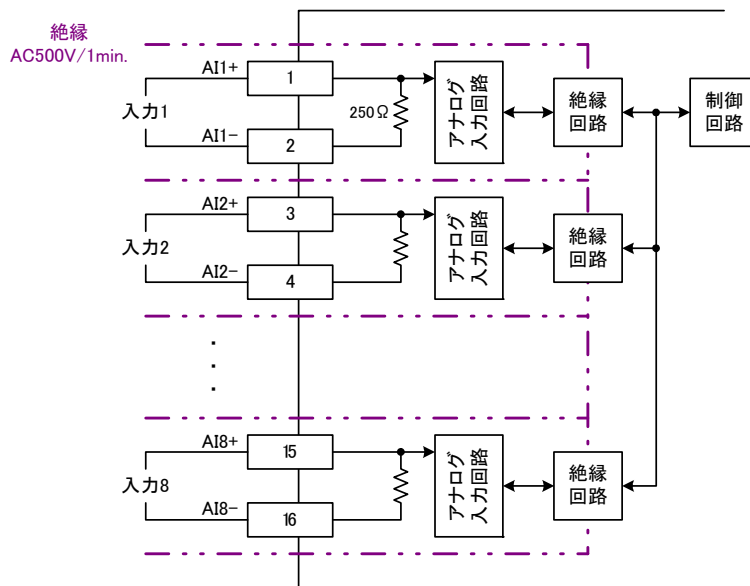 絶縁
AC500V/1min.
AI1+
1
入力1
250Ω
AI1-
2
アナログ
入力回路
絶縁
回路
制御
回路
AI2+
3
入力2
AI2-
4
アナログ
入力回路
絶縁
回路
・
・
・
AI8+
15
入力8
AI8-
16
アナログ
入力回路
絶縁
回路